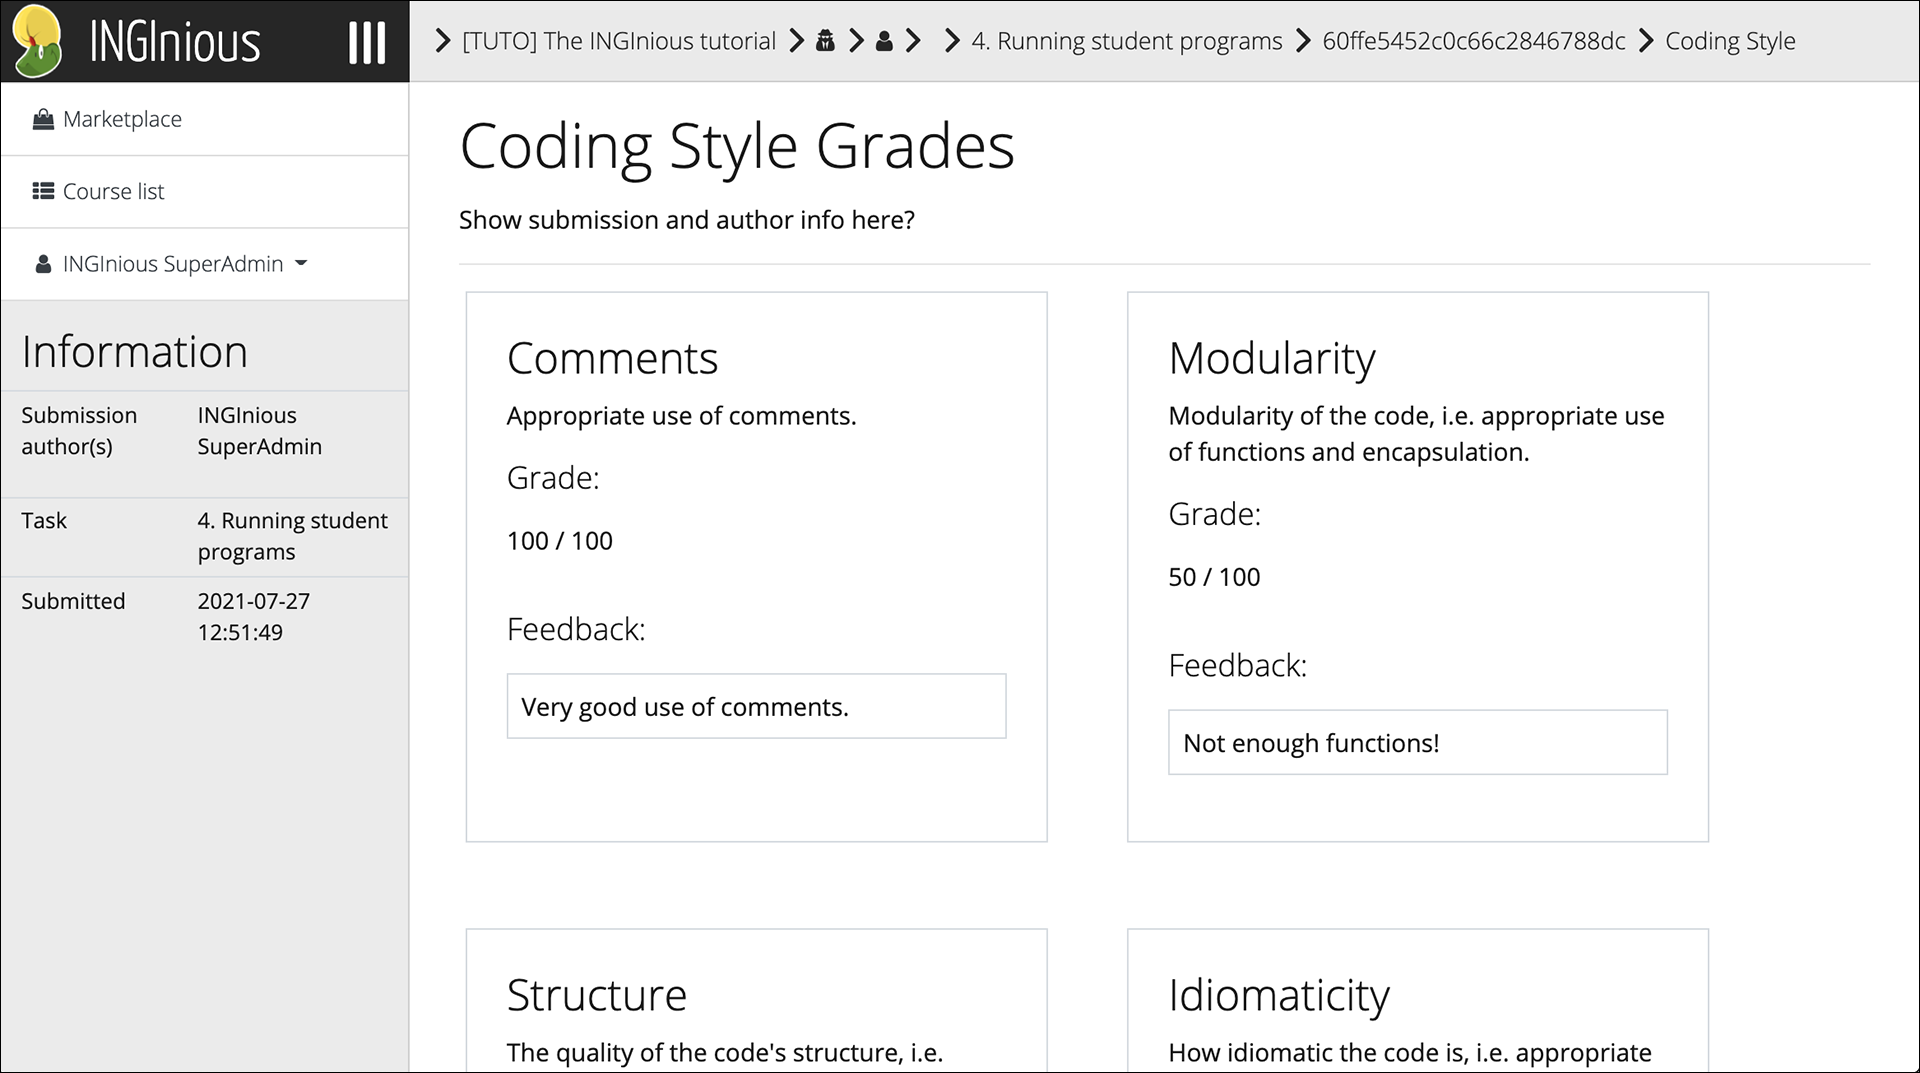 INGInious
[TUTO] The INGInious tutorial
4. Running student programs
60ffe5452c0c66c2846788dc
Coding Style
Marketplace
Course list
INGInious SuperAdmin
Information
Submission author(s)
INGInious SuperAdmin
Task
4. Running student programs
Submitted
2021-07-27 12:51:49
Coding Style Grades
Show submission and author info here?
Comments
Appropriate use of comments.
Grade:
100 / 100
Feedback:
Very good use of comments.
Modularity
Modularity of the code, i.e. appropriate use
of functions and encapsulation.
Grade:
50 / 100
Feedback:
Not enough functions!
Structure
The quality of the code's structure, i.e.
Idiomaticity
How idiomatic the code is, i.e. appropriate